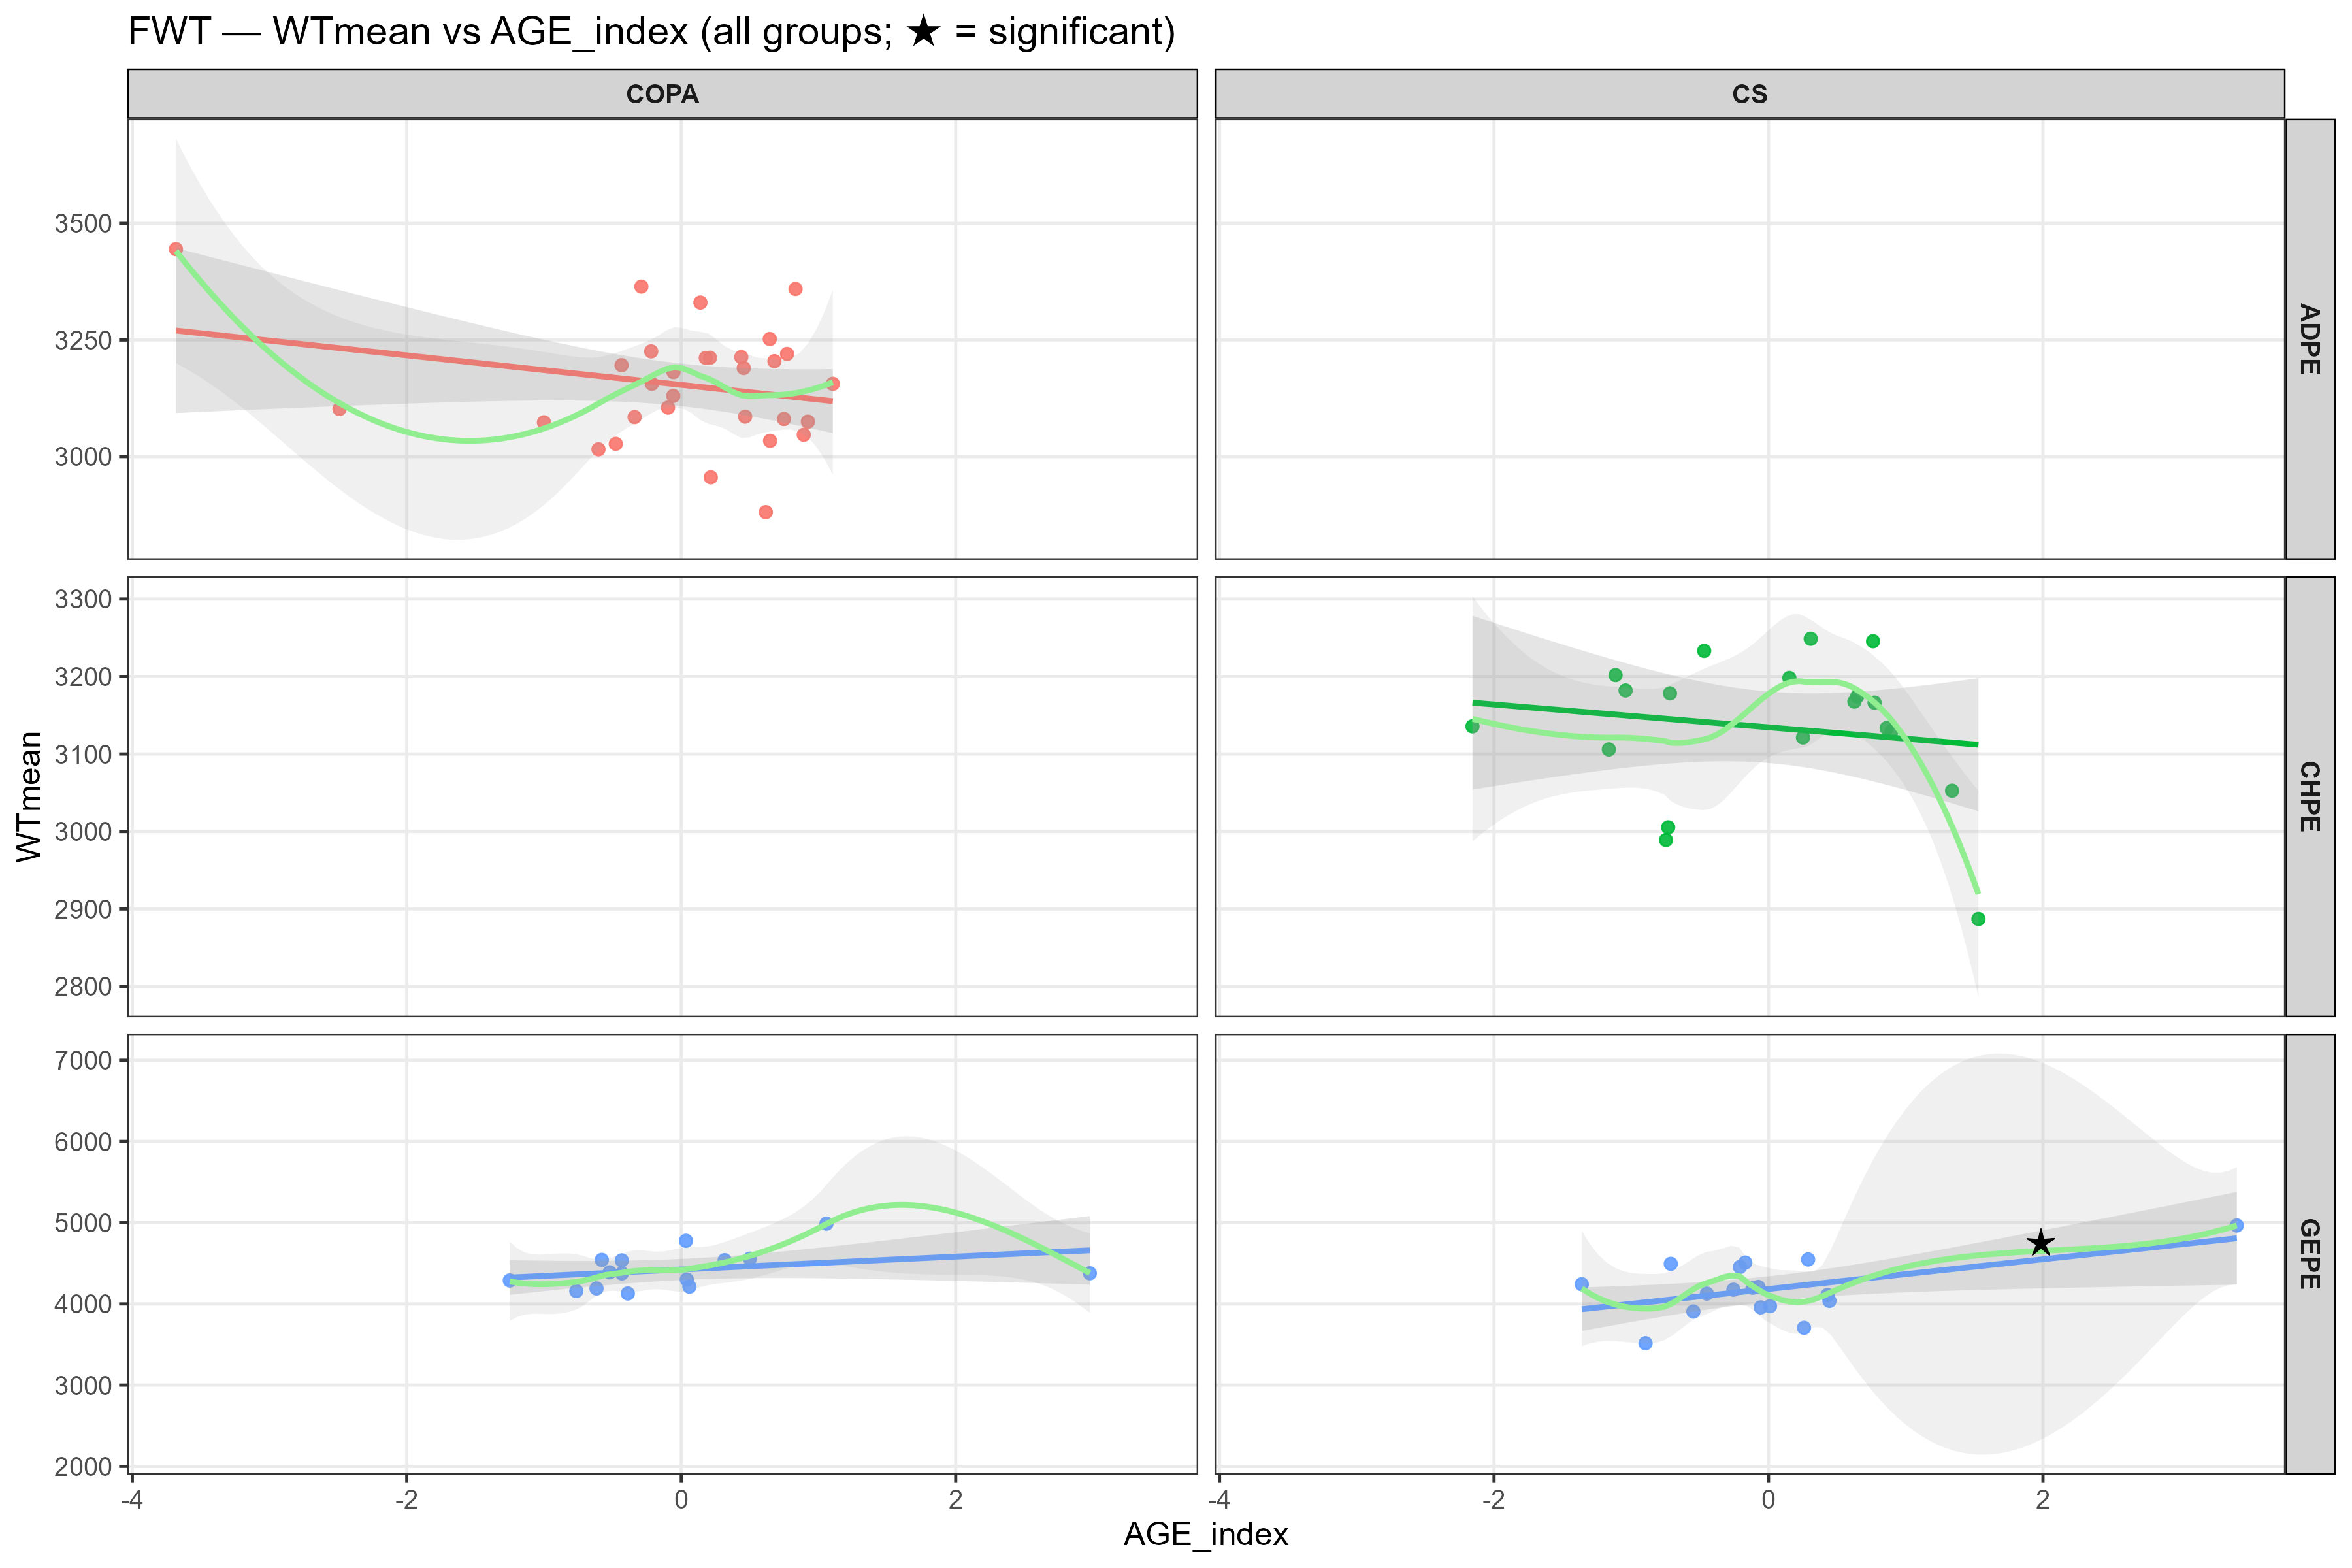 FWT — WTmean vs AGE_index (all groups; ★ = significant)
COPA
CS
3500
3250
3000
ADPE
3300
3200
3100
3000
2900
2800
CHPE
WTmean
7000
6000
5000
4000
3000
2000
GEPE
-4
-2
0
2
-4
-2
0
2
AGE_index